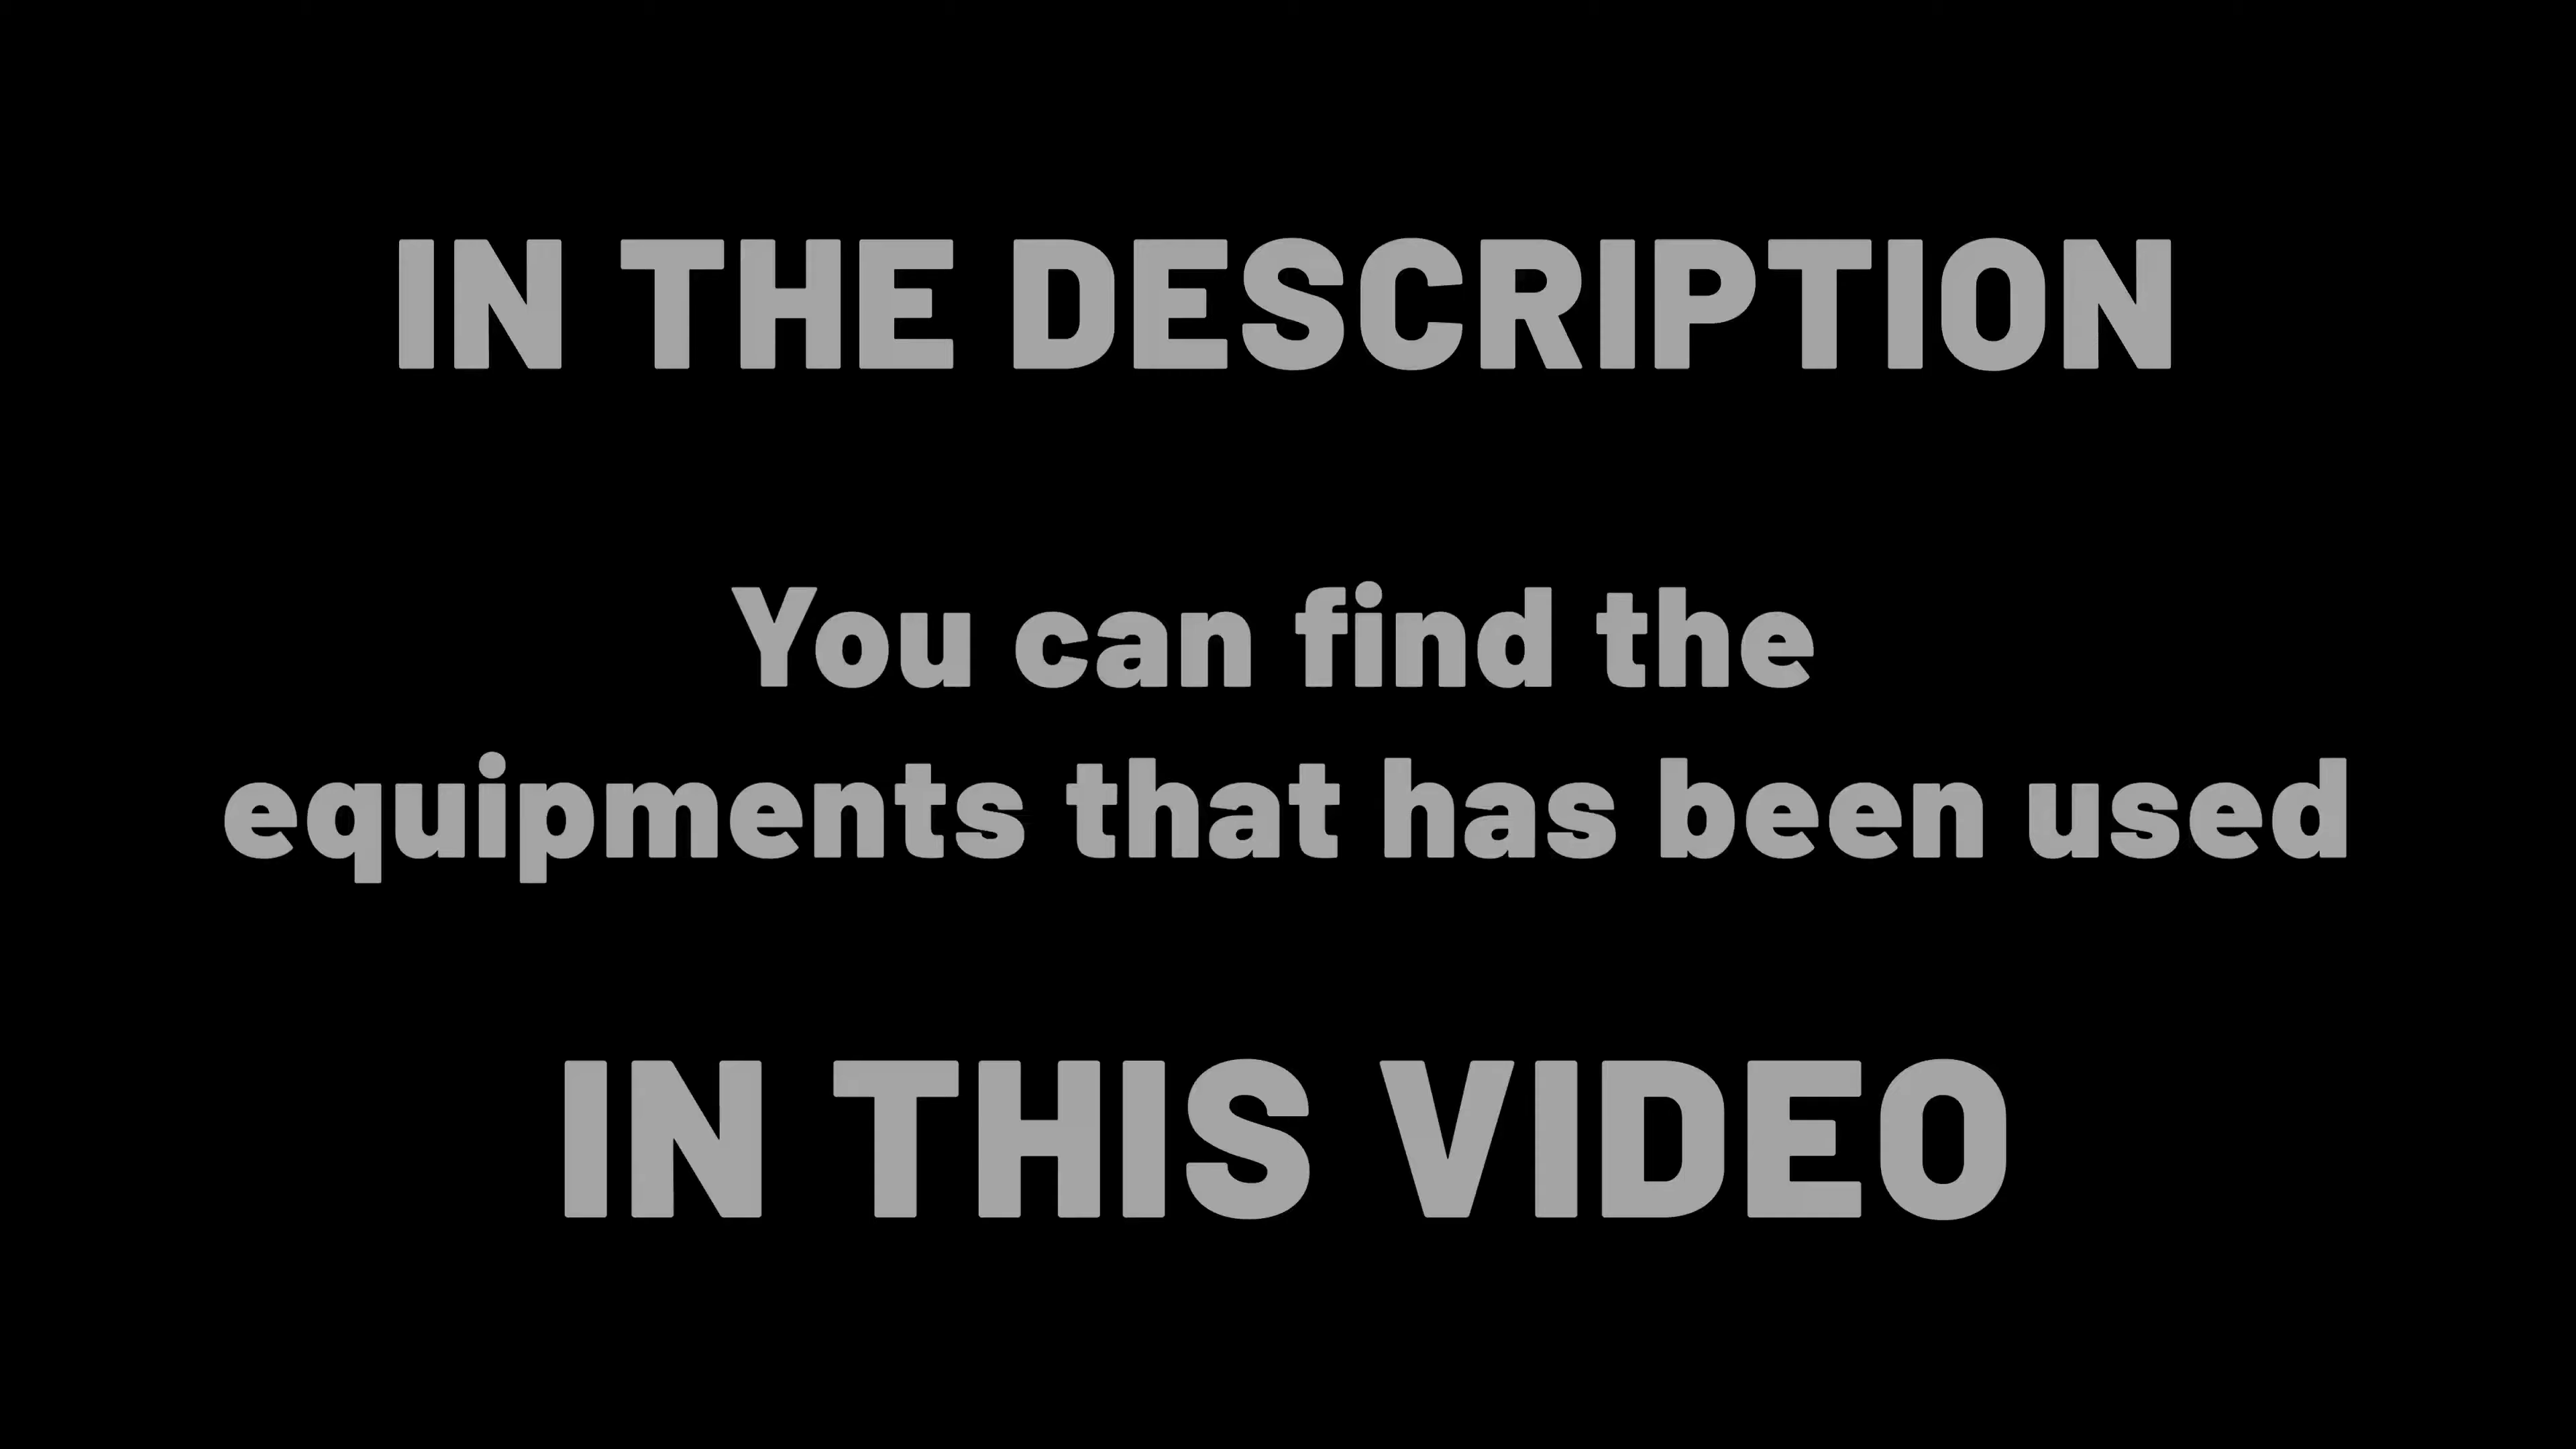 IN THE DESCRIPTION
You can find the
equipments that has been used
IN THIS VIDEO